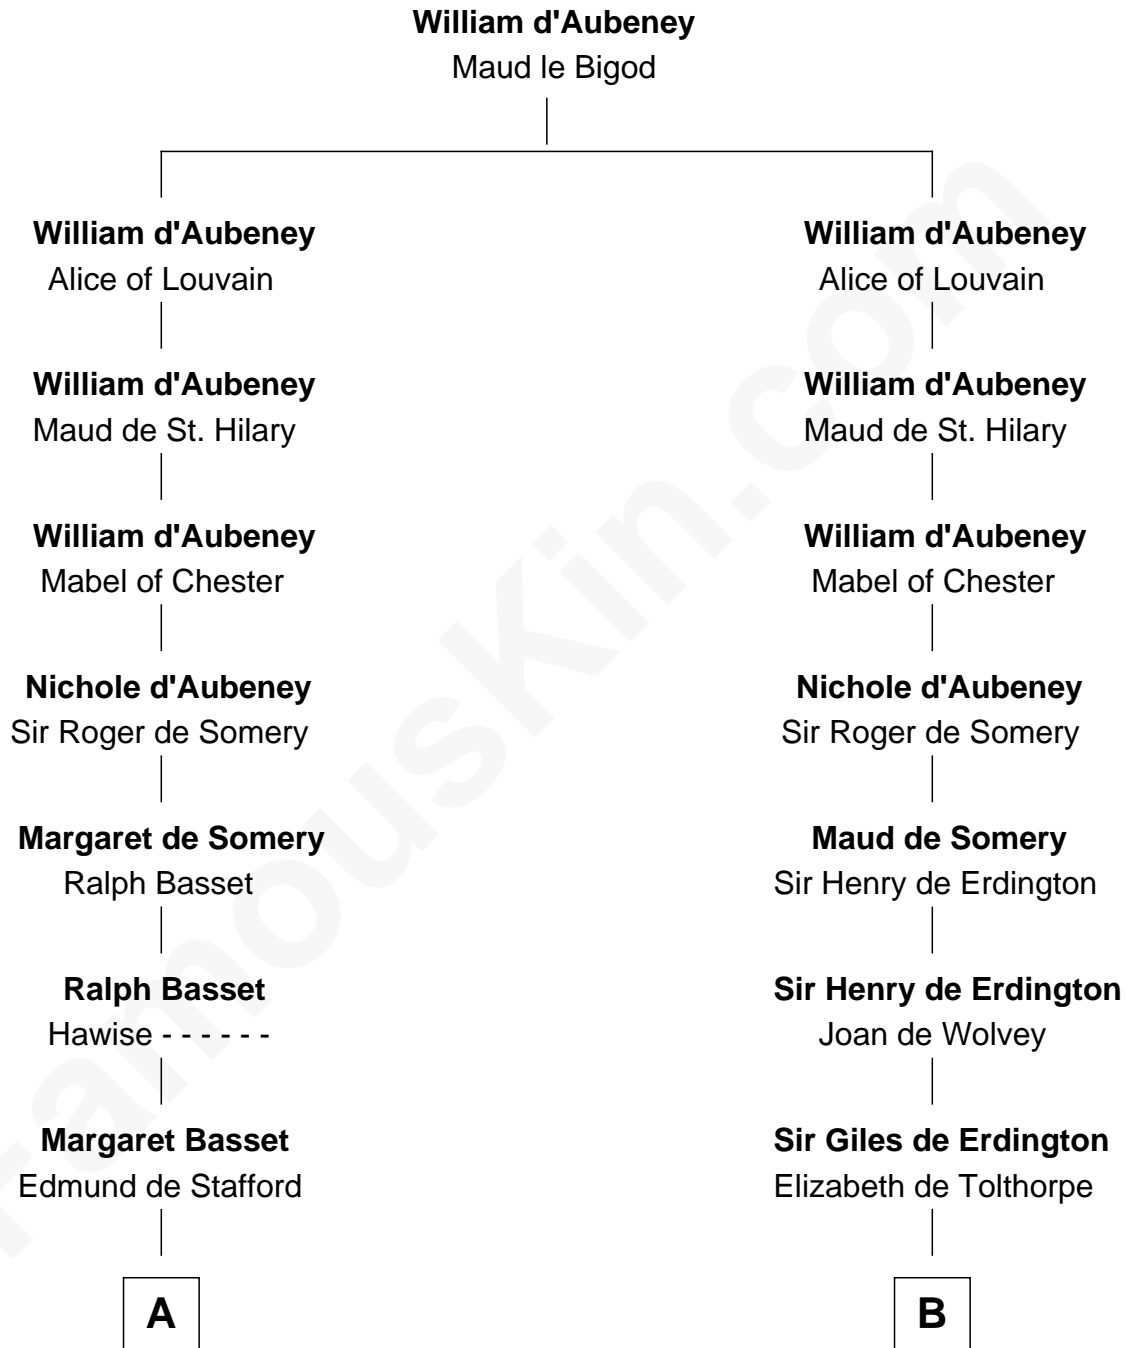 William d'Aubeney
Maud le Bigod
William d'Aubeney
Alice of Louvain
William d'Aubeney
Maud de St. Hilary
William d'Aubeney
Mabel of Chester
Nichole d'Aubeney
Sir Roger de Somery
Margaret de Somery
Ralph Basset
Ralph Basset
Hawise - - - - - -
Margaret Basset
Edmund de Stafford
A
William d'Aubeney
Alice of Louvain
William d'Aubeney
Maud de St. Hilary
William d'Aubeney
Mabel of Chester
Nichole d'Aubeney
Sir Roger de Somery
Maud de Somery
Sir Henry de Erdington
Sir Henry de Erdington
Joan de Wolvey
Sir Giles de Erdington
Elizabeth de Tolthorpe
B
FamousKin.com